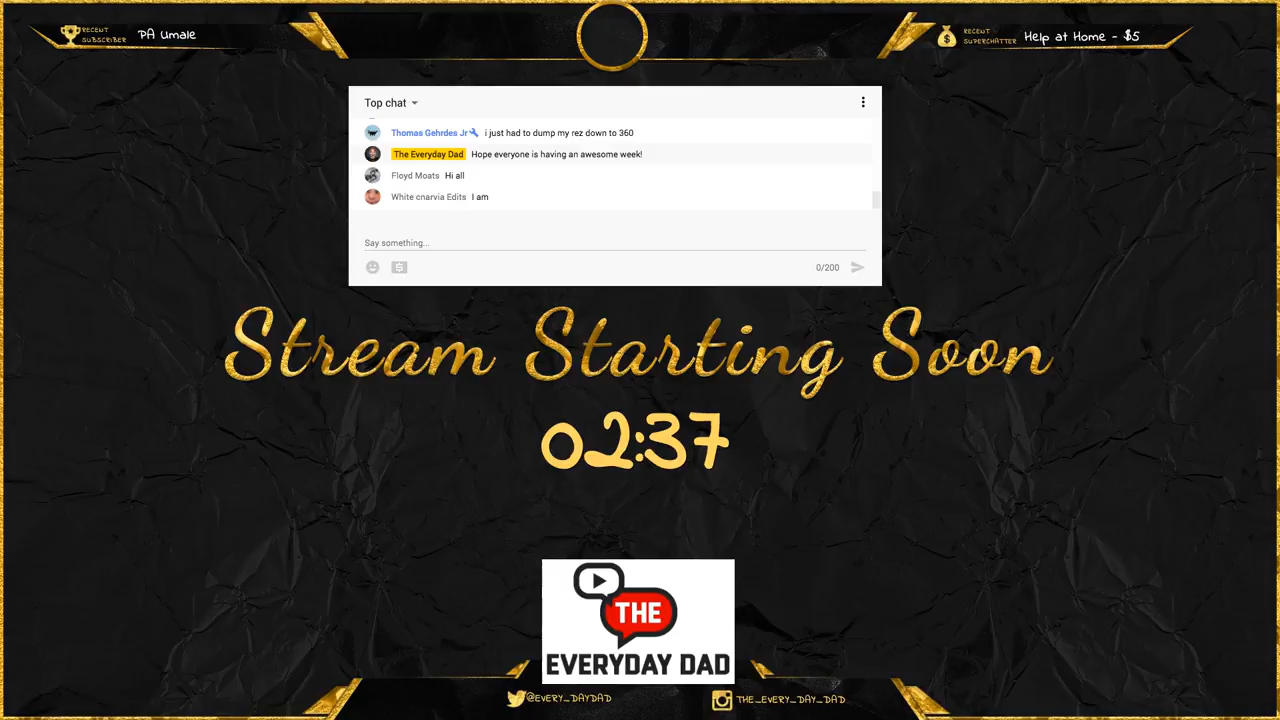 RECENT
SUBSCRIBER
PA Umale
RECENT
SUPERCHATTER
Help at Home - $5
Top chat
Thomas Gehrdes Jr i just had to dump my rez down to 360
The Everyday Dad Hope everyone is having an awesome week!
Floyd Moats Hi all
White cnarvia Edits I am
Say something...
0/200
Stream Starting Soon
02:37
THE
EVERYDAY DAD
@EVERY_DAYDAD
THE_EVERY_DAY_DAD